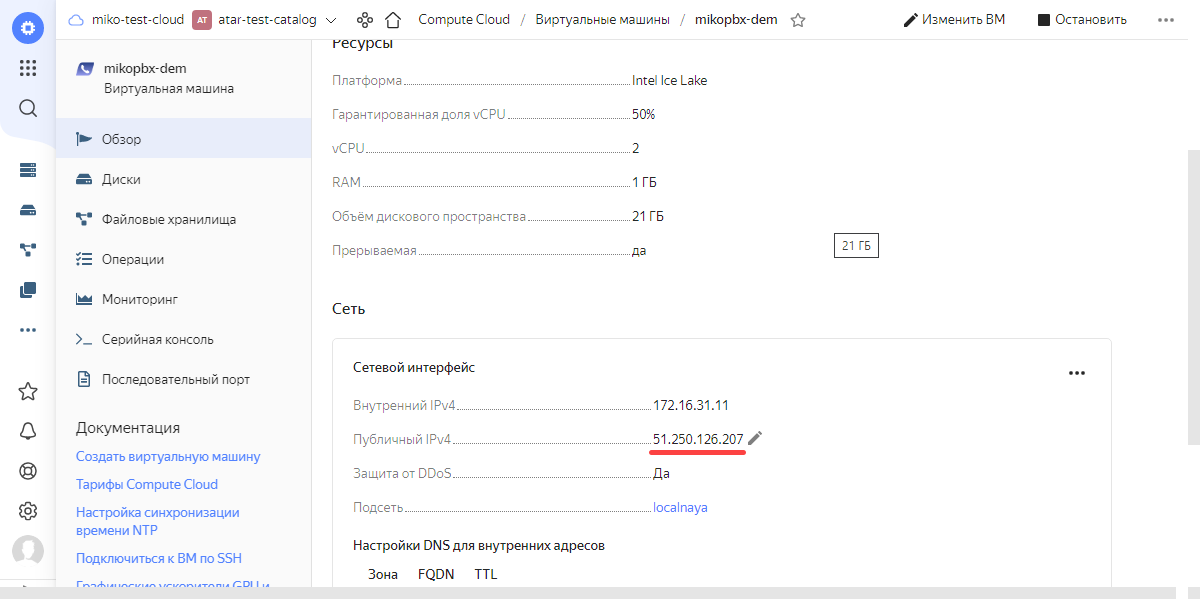 miko-test-cloud AT atar-test-catalog Compute Cloud / Виртуальные машины / mikopbx-dem Изменить ВМ Остановить
mikopbx-dem
Виртуальная машина
Обзор
Диски
Файловые хранилища
Операции
Мониторинг
Серийная консоль
Последовательный порт
Документация
Создать виртуальную машину
Тарифы Compute Cloud
Настройка синхронизации
времени NTP
Подключиться к ВМ по SSH
Графические ускорители GPU и
Ресурсы
Платформа Intel Ice Lake
Гарантированная доля vCPU 50%
vCPU 2
RAM 1 ГБ
Объём дискового пространства 21 ГБ
Прерываемая да
21 ГБ
Сеть
Сетевой интерфейс
Внутренний IPv4 172.16.31.11
Публичный IPv4 51.250.126.207
Защита от DDoS Да
Подсеть localnaya
Настройки DNS для внутренних адресов
Зона FQDN TTL